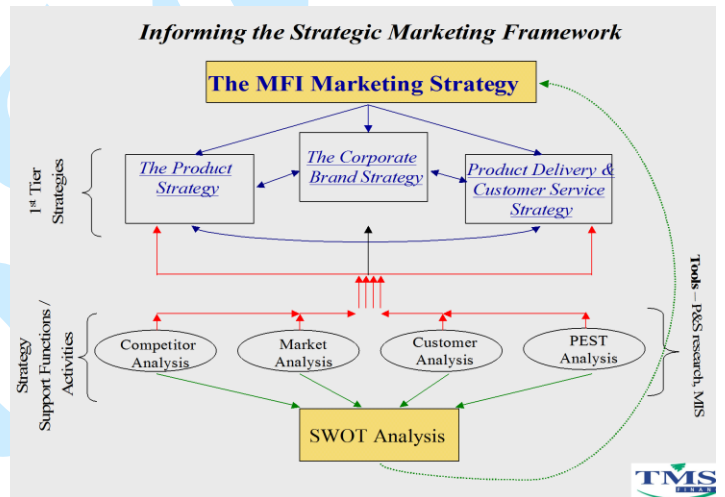 Informing the Strategic Marketing Framework
The MFI Marketing Strategy
1st Tier
Strategies
The Product
Strategy
The Corporate
Brand Strategy
Product Delivery &
Customer Service
Strategy
Strategy
Support Functions /
Activities
Competitor
Analysis
Market
Analysis
Customer
Analysis
PEST
Analysis
Tools – P&S research, MIS
SWOT Analysis
TMS
FINAN